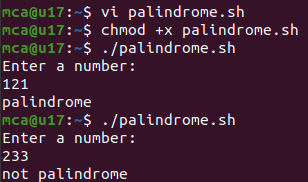 mca@u17:~$ vi palindrome.sh
mca@u17:~$ chmod +x palindrome.sh
mca@u17:~$ ./palindrome.sh
Enter a number:
121
palindrome
mca@u17:~$ ./palindrome.sh
Enter a number:
233
not palindrome